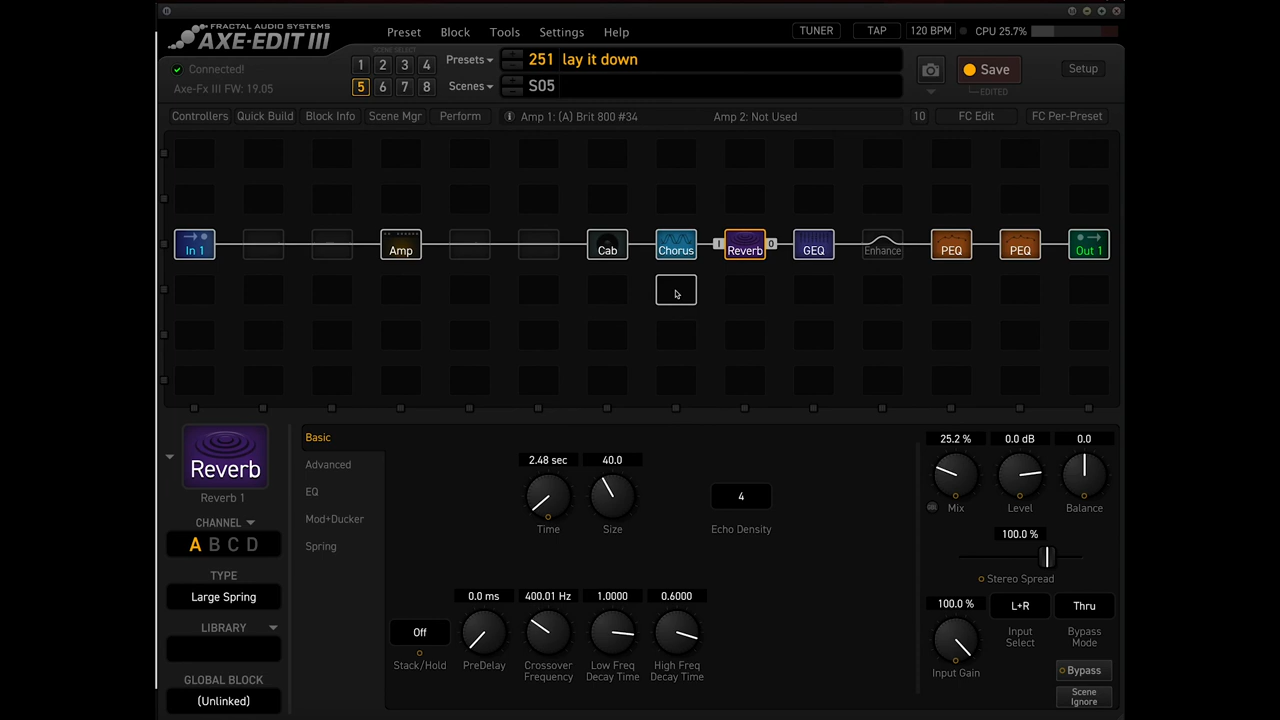 FRACTAL AUDIO SYSTEMS
AXE-EDIT III
Preset Block Tools Settings Help
TUNER TAP 120 BPM CPU 25.7%
SCENE SELECT
1 2 3 4
5 6 7 8
Presets 251 lay it down
Scenes S05
Connected!
Axe-Fx III FW: 19.05
Save
EDITED
Setup
Controllers Quick Build Block Info Scene Mgr Perform
Amp 1: (A) Brit 800 #34 Amp 2: Not Used
10 FC Edit FC Per-Preset
In 1 Amp Cab Chorus I Reverb O GEQ Enhance PEQ PEQ Out 1
Reverb
Reverb 1
CHANNEL
A B C D
TYPE
Large Spring
LIBRARY
GLOBAL BLOCK
(Unlinked)
Basic
Advanced
EQ
Mod+Ducker
Spring
2.48 sec 40.0
4
Time Size Echo Density
0.0 ms 400.01 Hz 1.0000 0.6000
Off
Stack/Hold PreDelay Crossover Frequency Low Freq Decay Time High Freq Decay Time
25.2 % 0.0 dB 0.0
Mix Level Balance
100.0 %
Stereo Spread
100.0 % L+R Thru
Input Select
Bypass Mode
Input Gain
Bypass
Scene Ignore